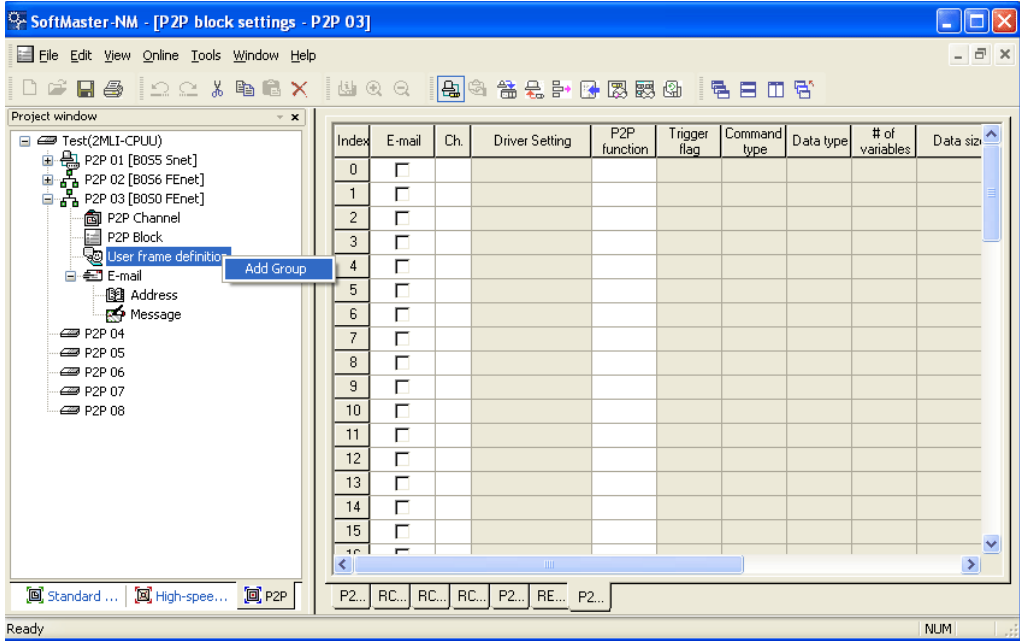 SoftMaster-NM - [P2P block settings - P2P 03]
File Edit View Online Tools Window Help
Project window
Test(2MLI-CPUU)
P2P 01 [B0S5 Snet]
P2P 02 [B0S6 FEnet]
P2P 03 [B0S0 FEnet]
P2P Channel
P2P Block
User frame definition
Add Group
E-mail
Address
Message
P2P 04
P2P 05
P2P 06
P2P 07
P2P 08
Standard ... High-spee... P2P
Index E-mail Ch. Driver Setting P2P function Trigger flag Command type Data type # of variables Data siz
0
1
2
3
4
5
6
7
8
9
10
11
12
13
14
15
16
P2... RC... RC... RC... P2... RE... P2...
Ready NUM